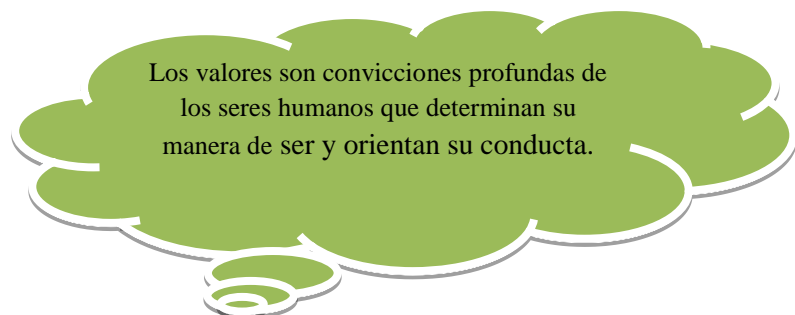 Los valores son convicciones profundas de
los seres humanos que determinan su
manera de ser y orientan su conducta.